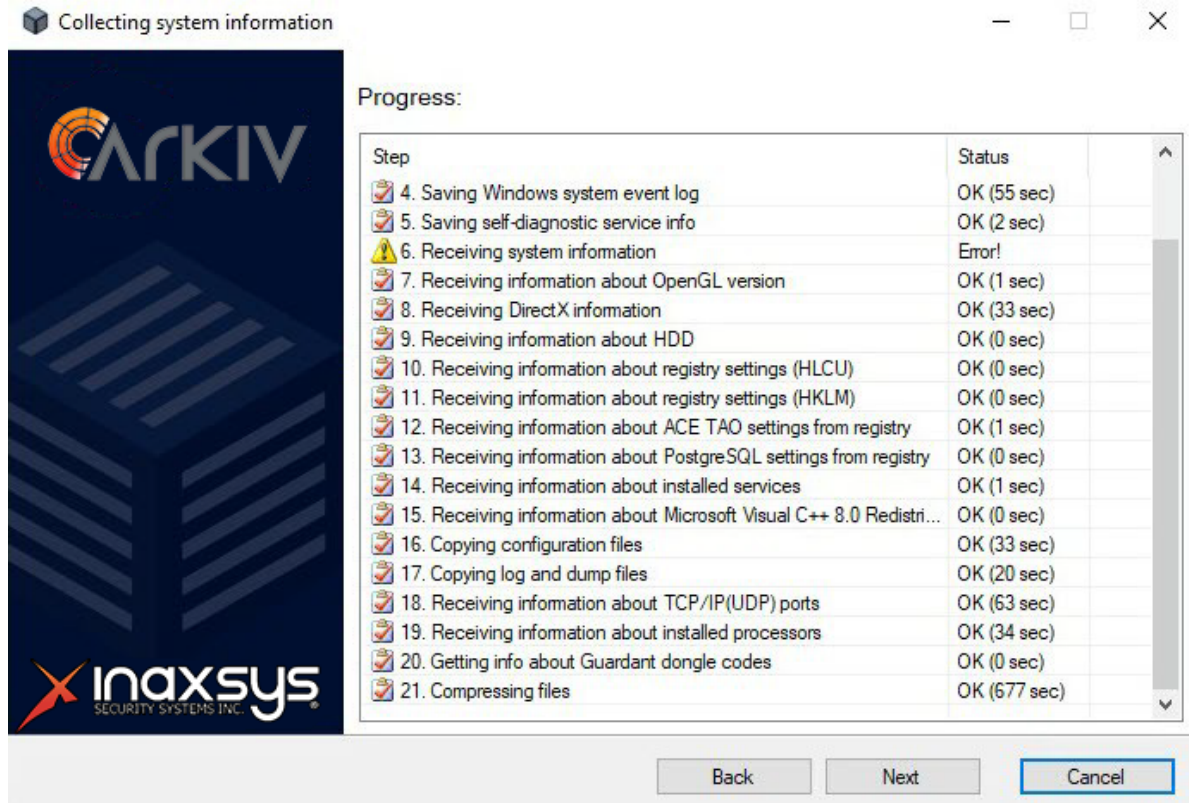 Collecting system information
ARKIV
inaxsys
SECURITY SYSTEMS INC.
Progress:
Step Status
4. Saving Windows system event log OK (55 sec)
5. Saving self-diagnostic service info OK (2 sec)
6. Receiving system information Error!
7. Receiving information about OpenGL version OK (1 sec)
8. Receiving DirectX information OK (33 sec)
9. Receiving information about HDD OK (0 sec)
10. Receiving information about registry settings (HLCU) OK (0 sec)
11. Receiving information about registry settings (HKLM) OK (0 sec)
12. Receiving information about ACE TAO settings from registry OK (1 sec)
13. Receiving information about PostgreSQL settings from registry OK (0 sec)
14. Receiving information about installed services OK (1 sec)
15. Receiving information about Microsoft Visual C++ 8.0 Redistri... OK (0 sec)
16. Copying configuration files OK (33 sec)
17. Copying log and dump files OK (20 sec)
18. Receiving information about TCP/IP(UDP) ports OK (63 sec)
19. Receiving information about installed processors OK (34 sec)
20. Getting info about Guardant dongle codes OK (0 sec)
21. Compressing files OK (677 sec)
Back Next Cancel